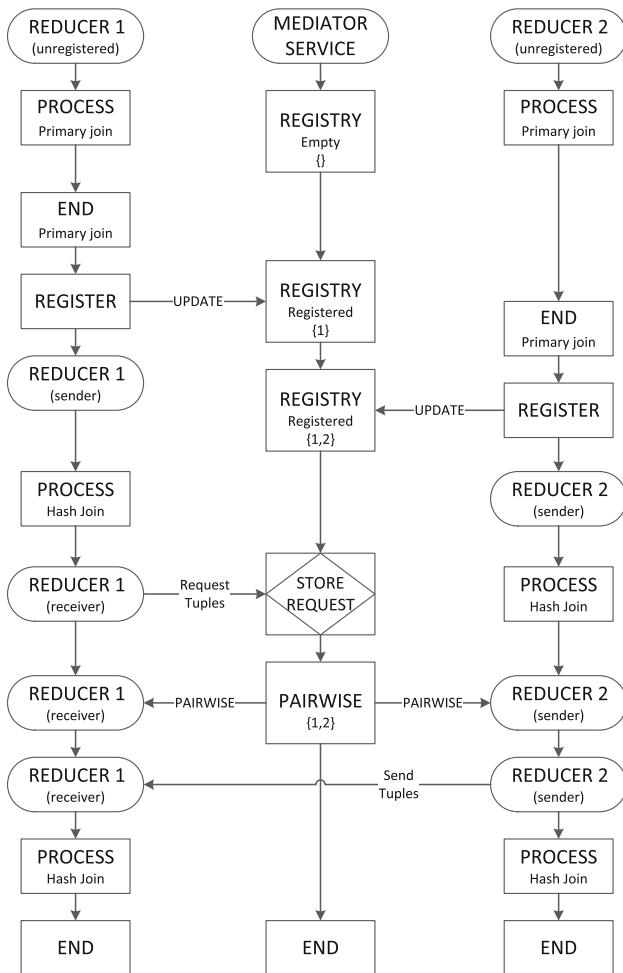 REDUCER 1
(unregistered)
MEDIATOR
SERVICE
REDUCER 2
(unregistered)
PROCESS
Primary join
REGISTRY
Empty
{}
PROCESS
Primary join
END
Primary join
REGISTER
UPDATE
REGISTRY
Registered
{1}
END
Primary join
REDUCER 1
(sender)
REGISTRY
Registered
{1,2}
UPDATE
REGISTER
PROCESS
Hash Join
REDUCER 2
(sender)
REDUCER 1
(receiver)
Request
Tuples
STORE
REQUEST
PROCESS
Hash Join
REDUCER 1
(receiver)
PAIRWISE
PAIRWISE
{1,2}
PAIRWISE
REDUCER 2
(sender)
REDUCER 1
(receiver)
Send
Tuples
REDUCER 2
(sender)
PROCESS
Hash Join
PROCESS
Hash Join
END
END
END